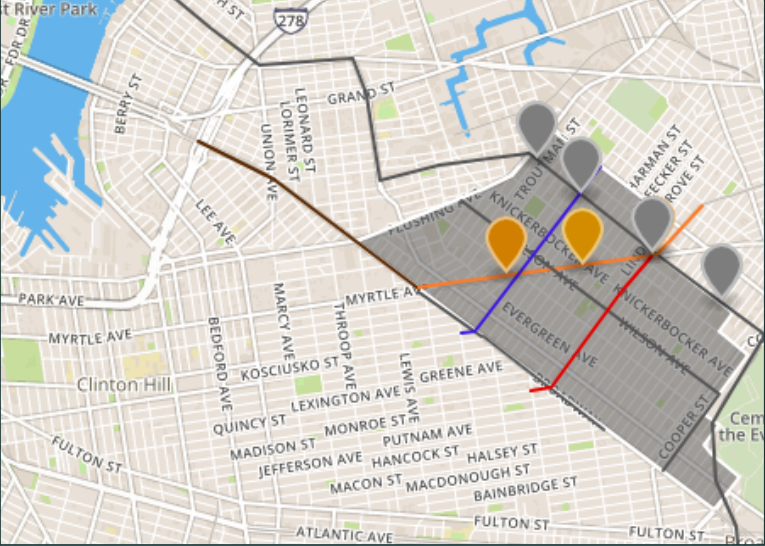 st River Park
FDR DR
H ST
278
BERRY ST
GRAND ST
LEONARD ST
LORIMER ST
UNION AVE
TROUTMAN ST
HARMAN ST
GROVE ST
LEE AVE
FLUSHING AVE
KNICKERBOCKER AVE
PARK AVE
MYRTLE AVE
MYRTLE AVE
KNICKERBOCKER AVE
EVERGREEN AVE
WILSON AVE
BEDFORD AVE
MARCY AVE
THROOP AVE
LEWIS AVE
KOSCIUSKO ST
GREENE AVE
Clinton Hill
LEXINGTON AVE
BROADWAY
QUINCY ST
MONROE ST
PUTNAM AVE
MADISON ST
JEFFERSON AVE
HANCOCK ST
HALSEY ST
COOPER ST
Cem
the Ev
FULTON ST
MACON ST
MACDONOUGH ST
BAINBRIDGE ST
FULTON ST
FULTON ST
ATLANTIC AVE